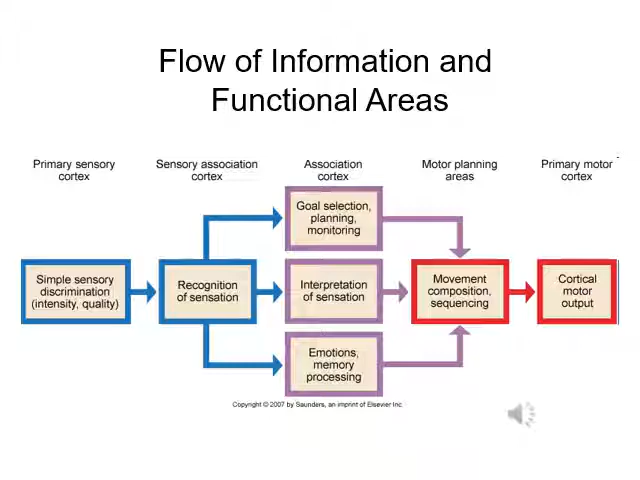 Flow of Information and
Functional Areas
Primary sensory
cortex
Sensory association
cortex
Association
cortex
Motor planning
areas
Primary motor
cortex
Goal selection,
planning,
monitoring
Simple sensory
discrimination
(intensity, quality)
Recognition
of sensation
Interpretation
of sensation
Movement
composition,
sequencing
Cortical
motor
output
Emotions,
memory
processing
Copyright © 2007 by Saunders, an imprint of Elsevier Inc.